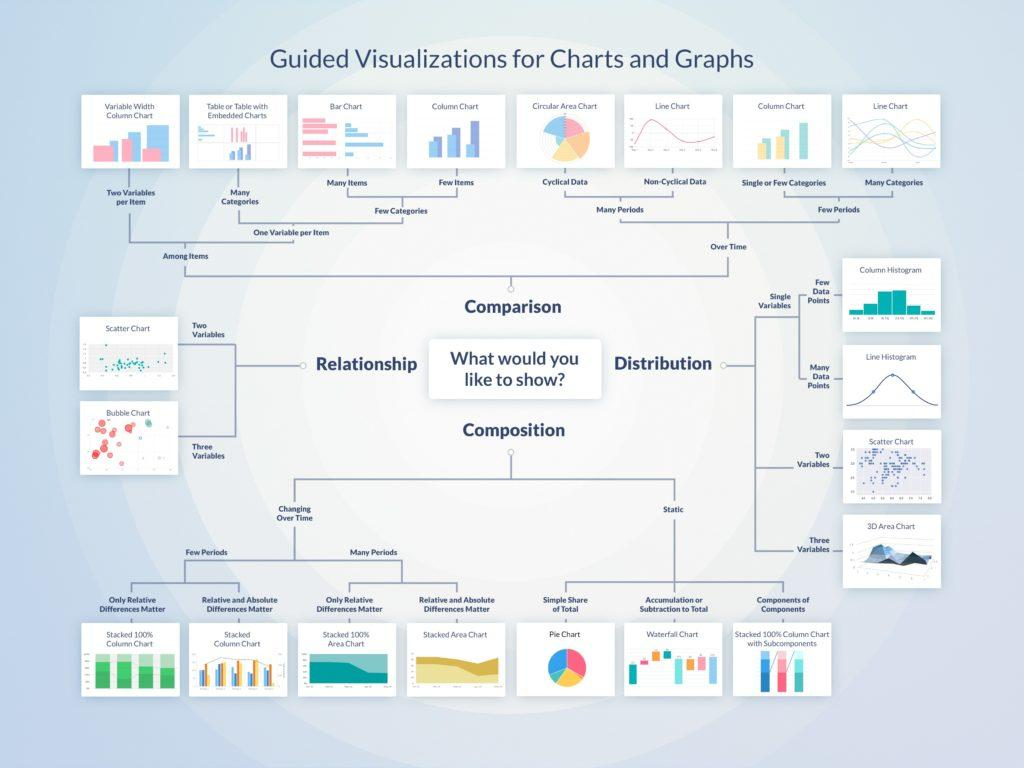 Guided Visualizations for Charts and Graphs
Variable Width
Column Chart
Table or Table with
Embedded Charts
Bar Chart
Column Chart
Circular Area Chart
Line Chart
Column Chart
Line Chart
Two Variables
per Item
Many
Categories
Many Items
Few Items
Cyclical Data
Non-Cyclical Data
Single or Few Categories
Many Categories
Few Categories
Many Periods
Few Periods
One Variable per Item
Among Items
Over Time
Comparison
Relationship
What would you
like to show?
Distribution
Composition
Scatter Chart
Two
Variables
Bubble Chart
Three
Variables
Single
Variables
Few
Data
Points
Column Histogram
Many
Data
Points
Line Histogram
Two
Variables
Scatter Chart
Three
Variables
3D Area Chart
Changing
Over Time
Static
Few Periods
Many Periods
Only Relative
Differences Matter
Relative and Absolute
Differences Matter
Only Relative
Differences Matter
Relative and Absolute
Differences Matter
Simple Share
of Total
Accumulation or
Subtraction to Total
Components of
Components
Stacked 100%
Column Chart
Stacked
Column Chart
Stacked 100%
Area Chart
Stacked Area Chart
Pie Chart
Waterfall Chart
Stacked 100% Column Chart
with Subcomponents